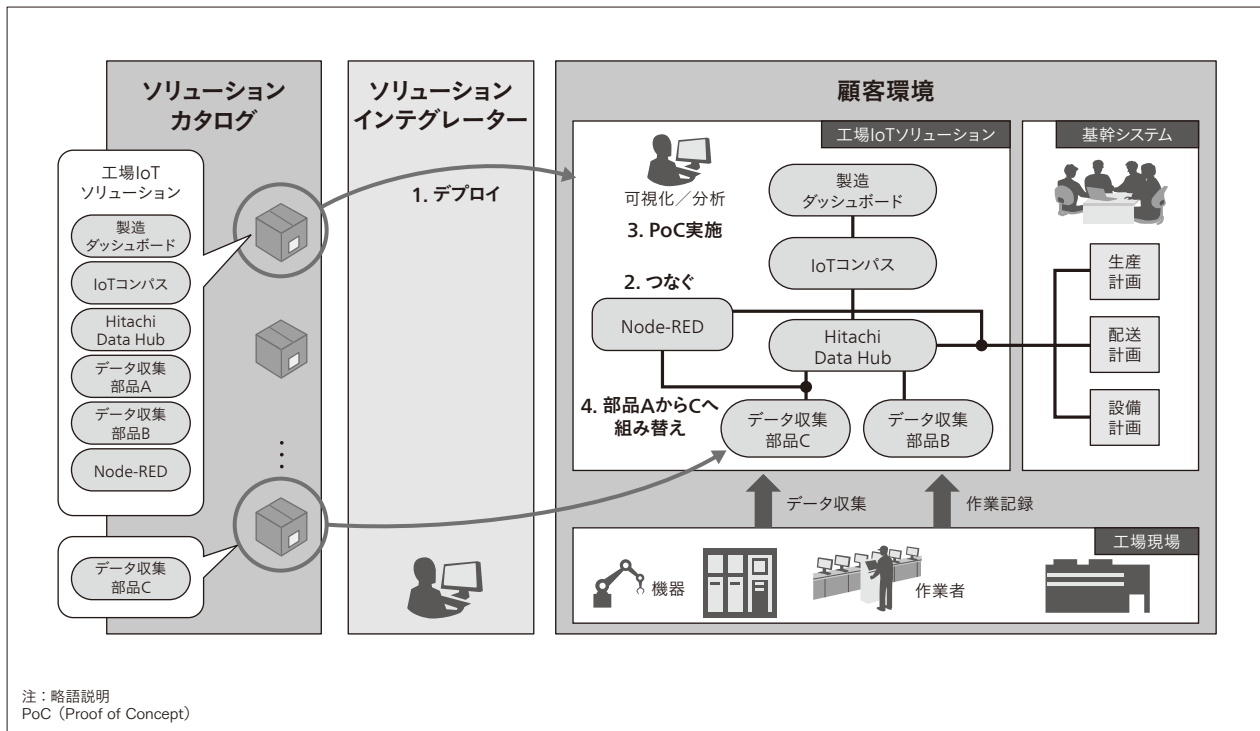 ソリューション
カタログ
工場IoT
ソリューション
製造
ダッシュボード
IoTコンパス
Hitachi
Data Hub
データ収集
部品A
データ収集
部品B
Node-RED
データ収集
部品C
ソリューション
インテグレーター
1. デプロイ
顧客環境
工場IoTソリューション
可視化／分析
3. PoC実施
製造
ダッシュボード
IoTコンパス
2. つなぐ
Node-RED
Hitachi
Data Hub
4. 部品AからCへ
組み替え
データ収集
部品C
データ収集
部品B
基幹システム
生産
計画
配送
計画
設備
計画
データ収集
作業記録
工場現場
機器
作業者
注：略語説明
PoC（Proof of Concept）